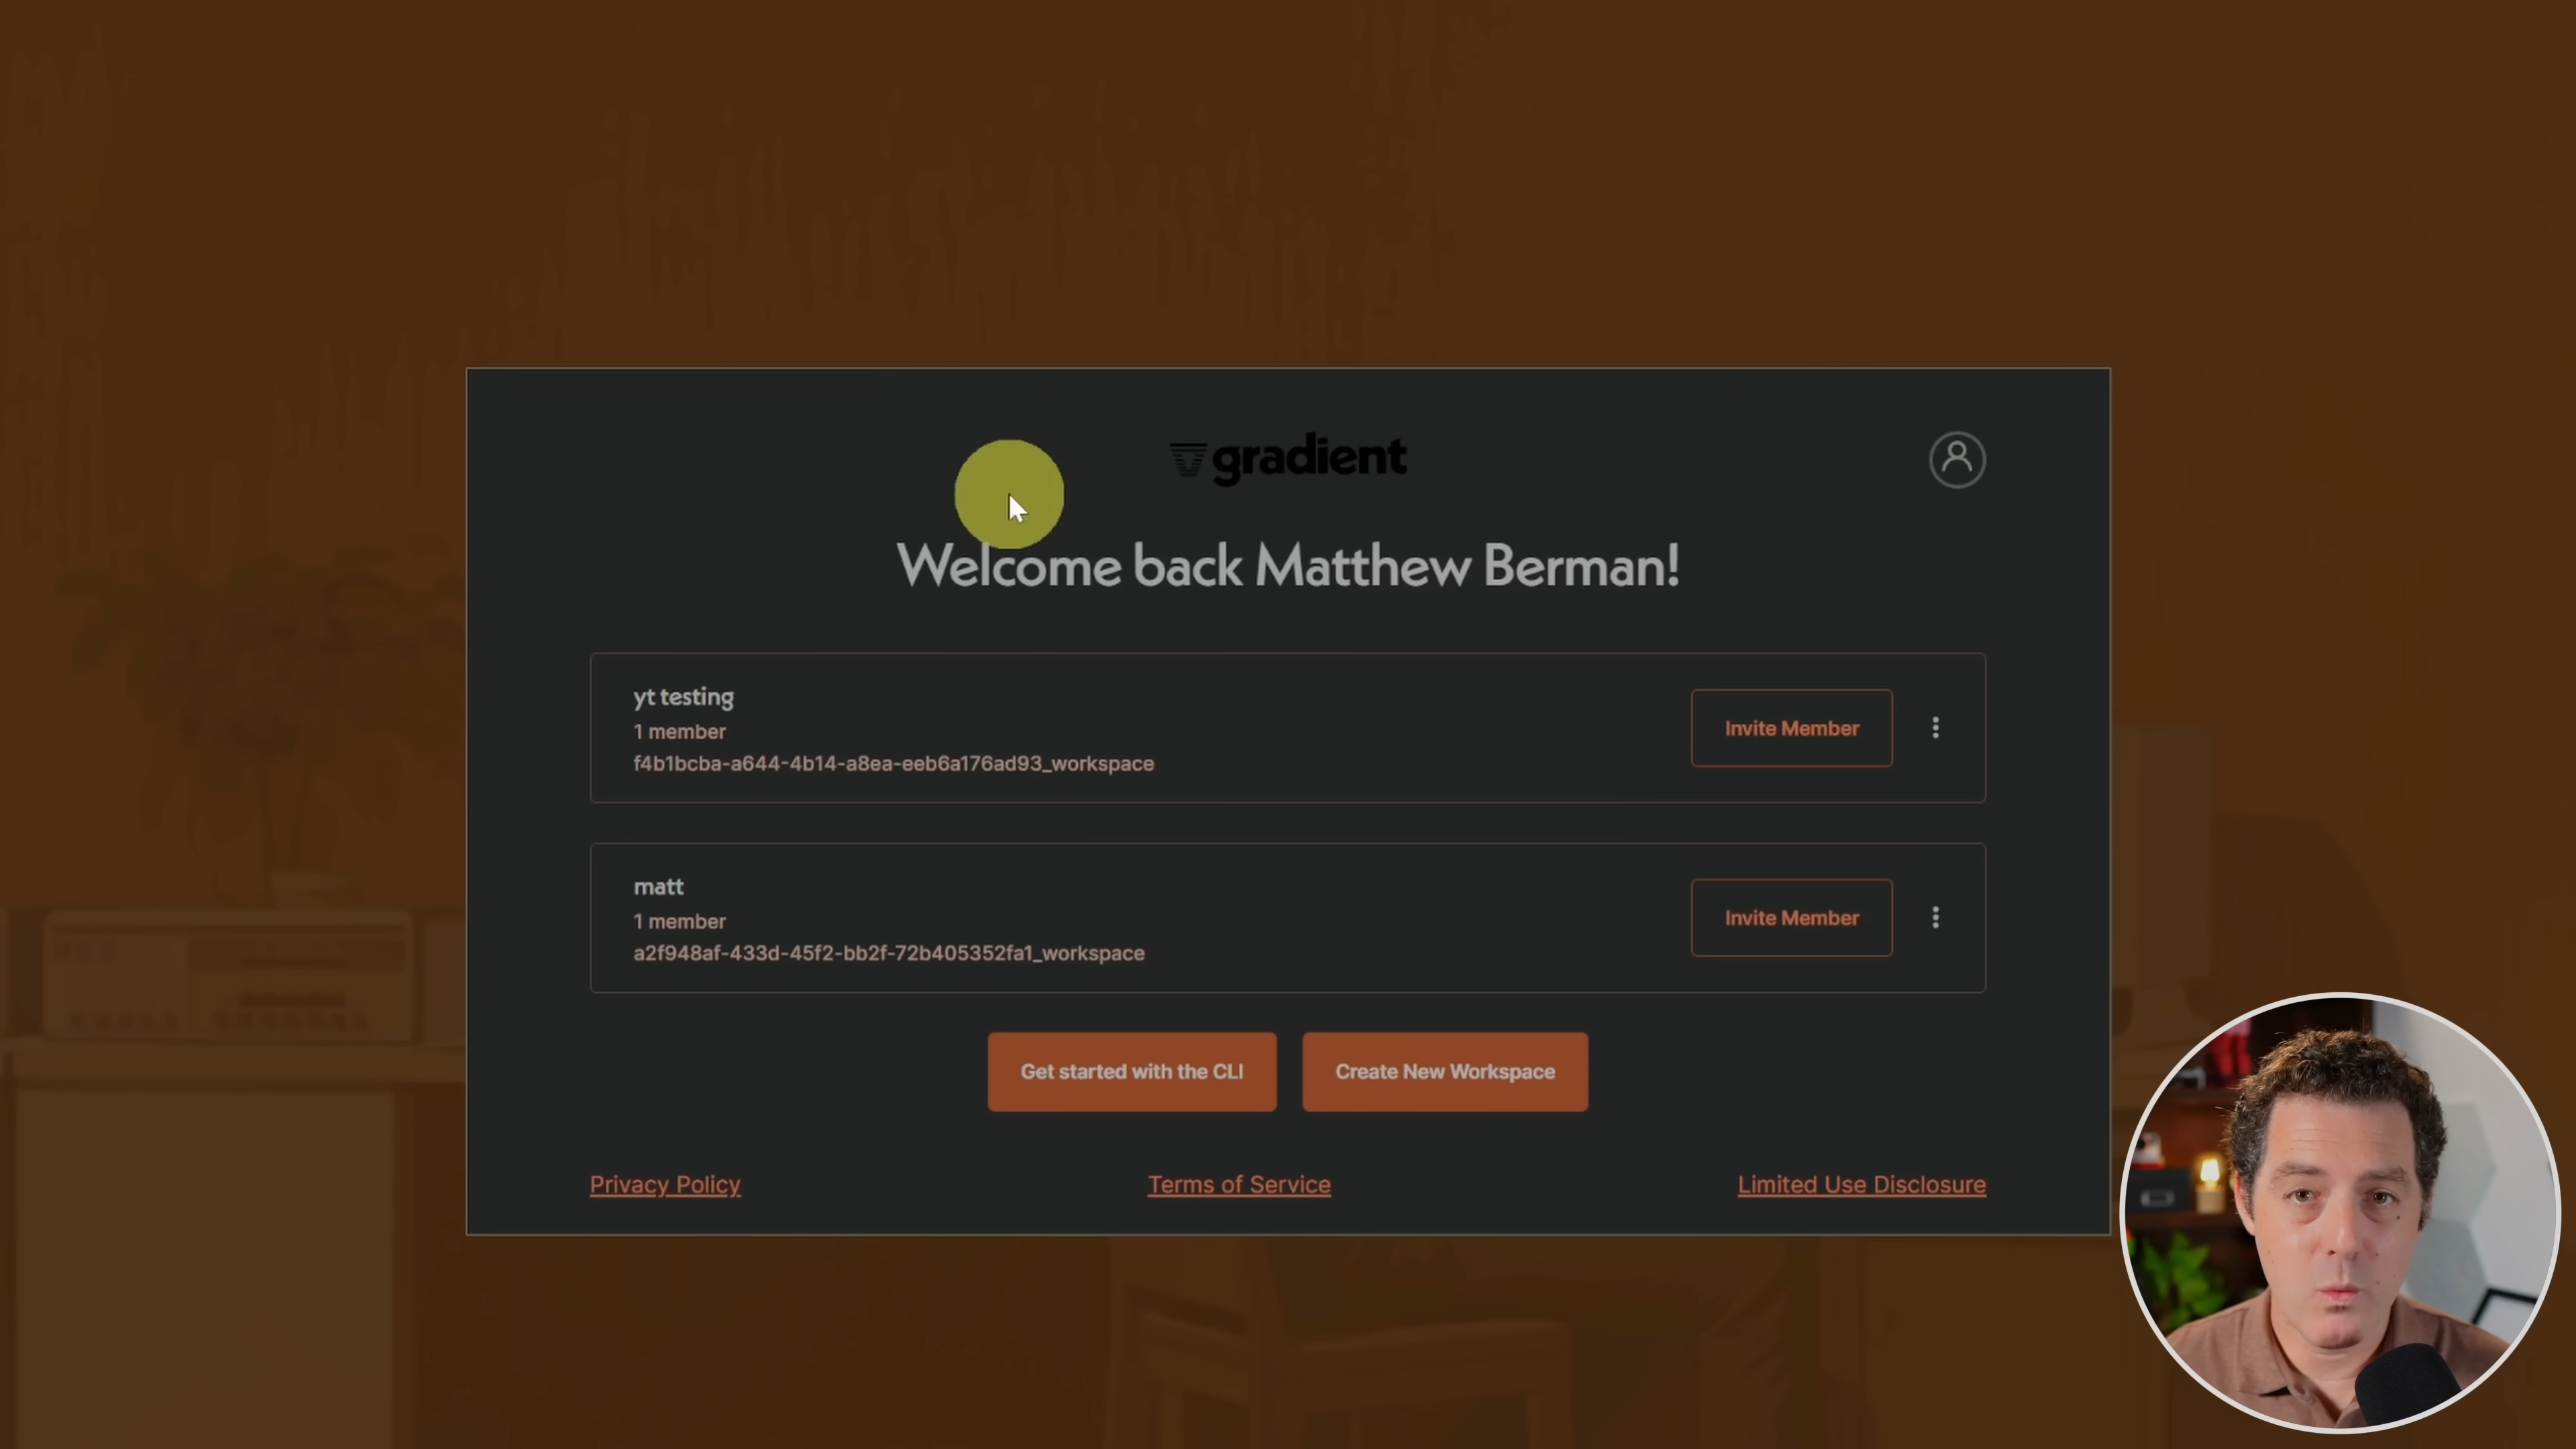 gradient
Welcome back Matthew Berman!
yt testing
1 member
f4b1bcba-a644-4b14-a8ea-eeb6a176ad93_workspace
Invite Member
matt
1 member
a2f948af-433d-45f2-bb2f-72b405352fa1_workspace
Invite Member
Get started with the CLI
Create New Workspace
Privacy Policy
Terms of Service
Limited Use Disclosure